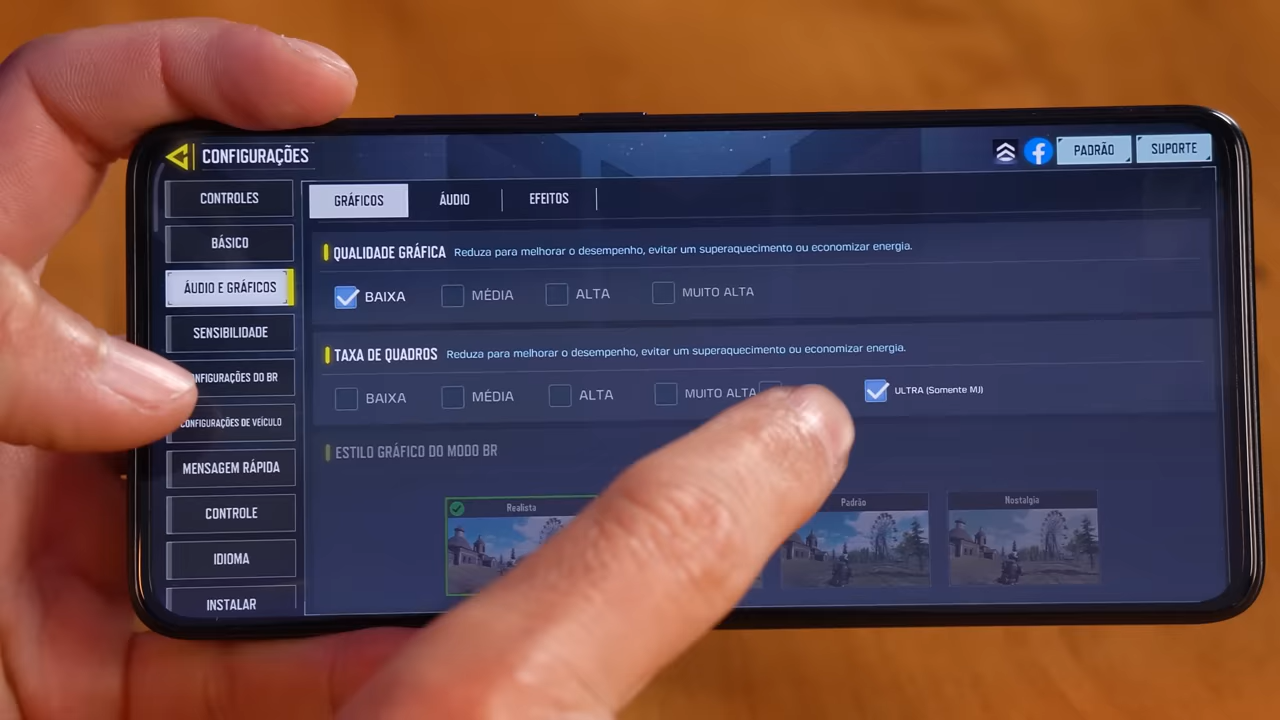 CONFIGURAÇÕES
PADRÃO
SUPORTE
CONTROLES
BÁSICO
ÁUDIO E GRÁFICOS
SENSIBILIDADE
NFIGURAÇÕES DO BR
CONFIGURAÇÕES DE VEÍCULO
MENSAGEM RÁPIDA
CONTROLE
IDIOMA
INSTALAR
GRÁFICOS
ÁUDIO
EFEITOS
QUALIDADE GRÁFICA Reduza para melhorar o desempenho, evitar um superaquecimento ou economizar energia.
BAIXA MÉDIA ALTA MUITO ALTA
TAXA DE QUADROS Reduza para melhorar o desempenho, evitar um superaquecimento ou economizar energia.
BAIXA MÉDIA ALTA MUITO ALTA ULTRA (Somente MJ)
ESTILO GRÁFICO DO MODO BR
Realista Padrão Nostalgia